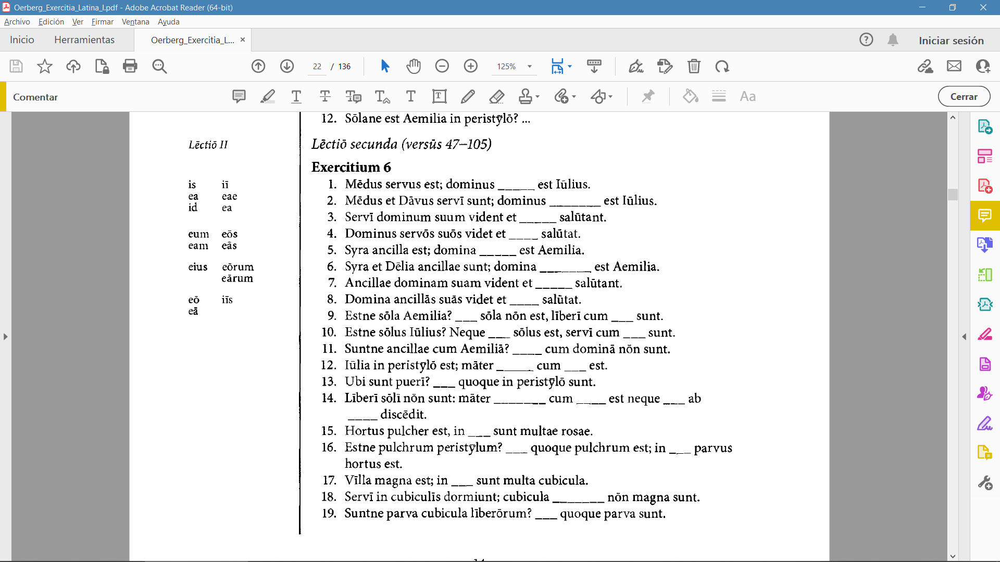 Oerberg_Exercitia_Latina_I.pdf - Adobe Acrobat Reader (64-bit)
Archivo Edición Ver Firmar Ventana Ayuda
Inicio Herramientas Oerberg_Exercitia_L... × Iniciar sesión
22 / 136 125%
Comentar Cerrar
12. Sōlane est Aemilia in peristȳlō? ...
Lēctiō II
Lēctiō secunda (versūs 47–105)
Exercitium 6
is iī
ea eae
id ea
eum eōs
eam eās
eius eōrum
eārum
eō iīs
eā
1. Mēdus servus est; dominus _____ est Iūlius.
2. Mēdus et Dāvus servī sunt; dominus _______ est Iūlius.
3. Servī dominum suum vident et _____ salūtant.
4. Dominus servōs suōs videt et ____ salūtat.
5. Syra ancilla est; domina _____ est Aemilia.
6. Syra et Dēlia ancillae sunt; domina _______ est Aemilia.
7. Ancillae dominam suam vident et _____ salūtant.
8. Domina ancillās suās videt et ____ salūtat.
9. Estne sōla Aemilia? ___ sōla nōn est, līberī cum ___ sunt.
10. Estne sōlus Iūlius? Neque ___ sōlus est, servī cum ___ sunt.
11. Suntne ancillae cum Aemiliā? ____ cum dominā nōn sunt.
12. Iūlia in peristȳlō est; māter _____ cum ___ est.
13. Ubi sunt puerī? ___ quoque in peristȳlō sunt.
14. Līberī sōlī nōn sunt: māter _______ cum ____ est neque ___ ab
____ discēdit.
15. Hortus pulcher est, in ___ sunt multae rosae.
16. Estne pulchrum peristȳlum? ___ quoque pulchrum est; in ___ parvus
hortus est.
17. Vīlla magna est; in ___ sunt multa cubicula.
18. Servī in cubiculīs dormiunt; cubicula _______ nōn magna sunt.
19. Suntne parva cubicula līberōrum? ___ quoque parva sunt.